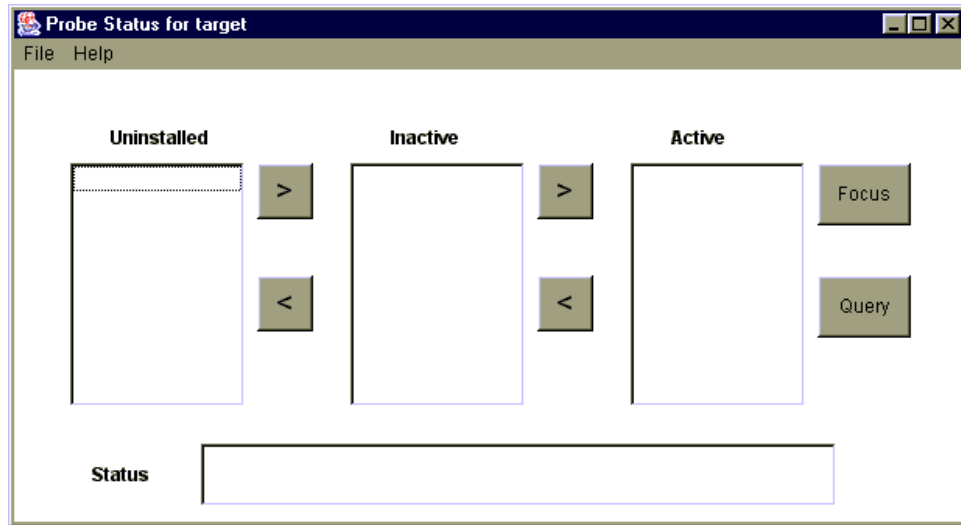 Probe Status for target
File Help
Uninstalled Inactive Active
> > Focus
< < Query
Status